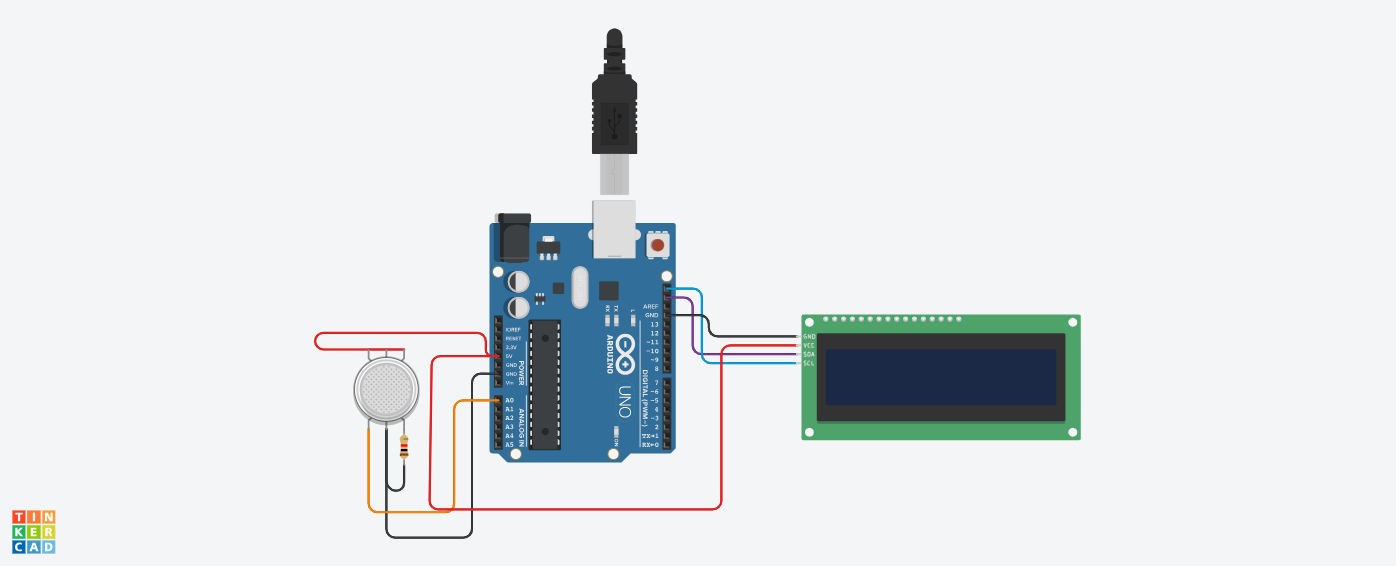 AREF
GND
13
12
~11
~10
~9
8
7
~6
~5
4
~3
2
TX→1
RX←0
DIGITAL (PWM ~)
IOREF
RESET
3.3V
5V
GND
GND
Vin
POWER
A0
A1
A2
A3
A4
A5
ANALOG IN
RX
TX
L
ARDUINO
UNO
ON
GND
VCC
SDA
SCL
TIN
KER
CAD